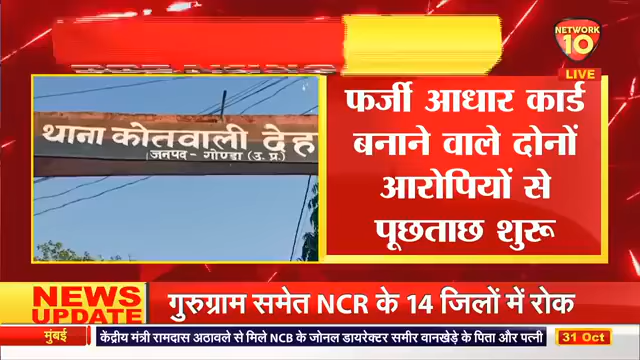 NETWORK
10
LIVE
थाना कोतवाली देह
जनपद - गोण्डा (उ. प्र.)
फर्जी आधार कार्ड
बनाने वाले दोनों
आरोपियों से
पूछताछ शुरू
NEWS
UPDATE
गुरुग्राम समेत NCR के 14 जिलों में रोक
मुंबई
केंद्रीय मंत्री रामदास अठावले से मिले NCB के जोनल डायरेक्टर समीर वानखेड़े के पिता और पत्नी
31 Oct